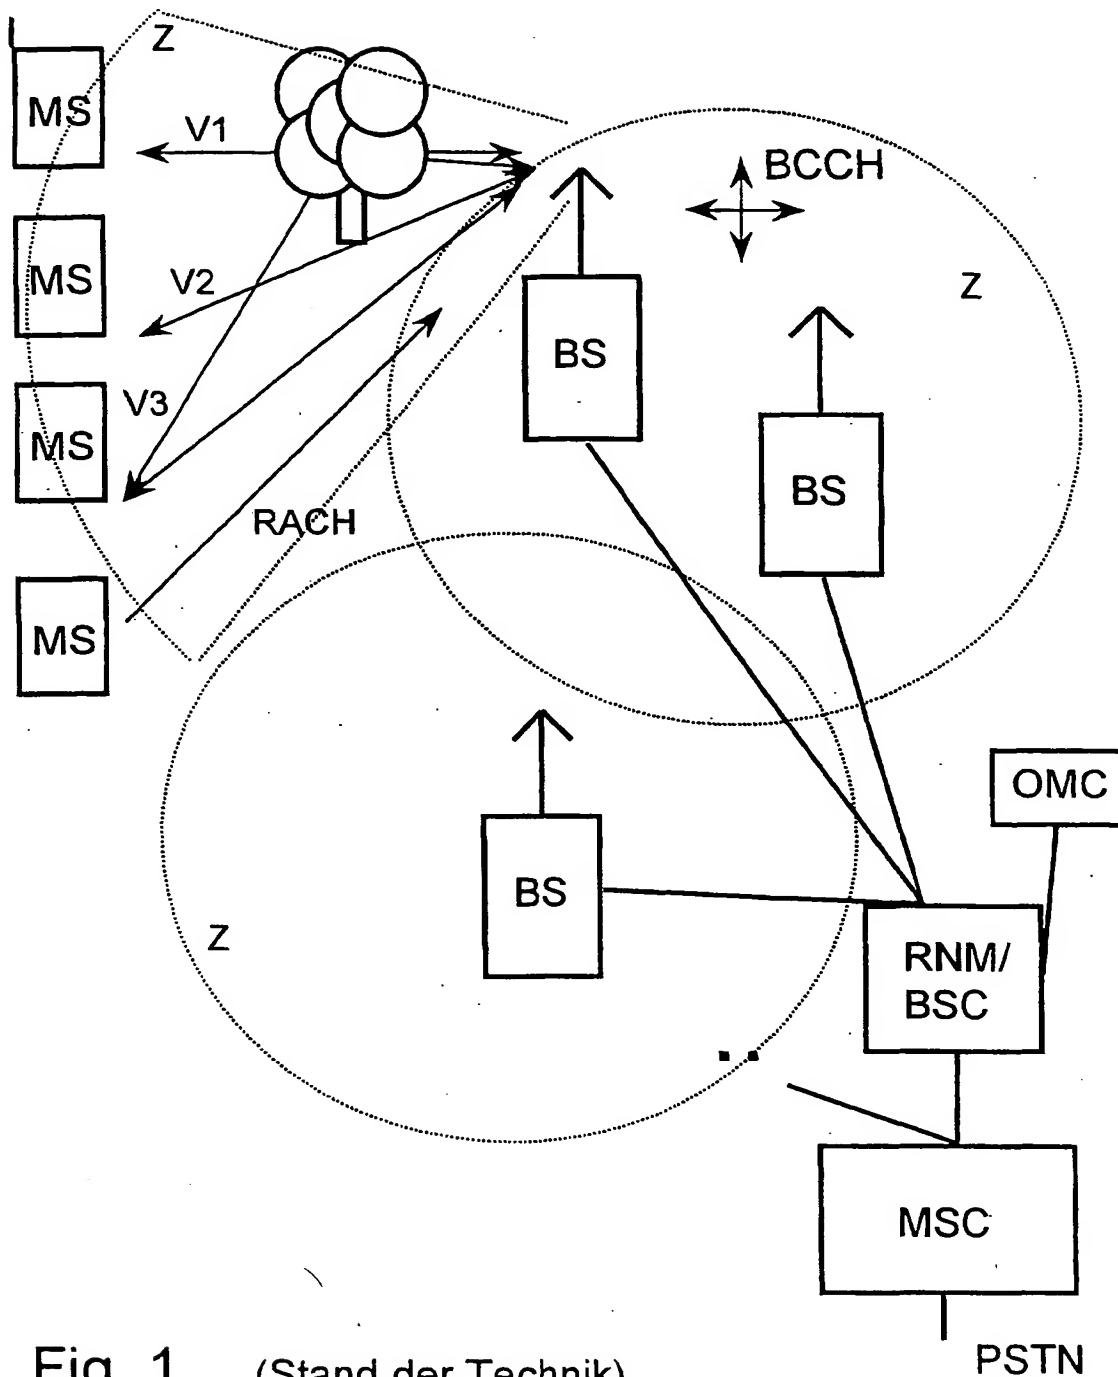 Z
MS
V1
BCCH
MS
V2
Z
BS
V3
MS
BS
RACH
MS
OMC
BS
Z
RNM/
BSC
MSC
PSTN
Fig. 1 (Stand der Technik)